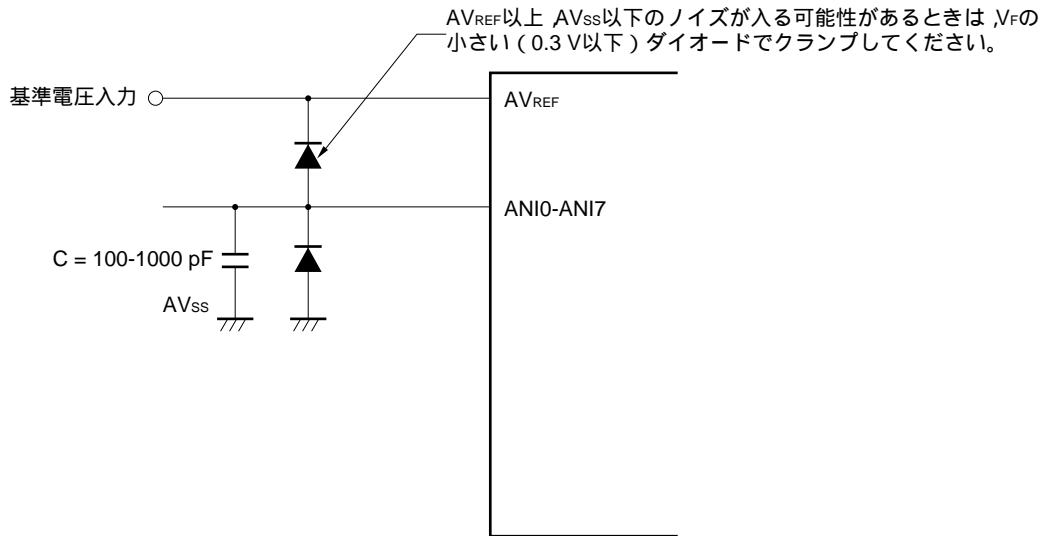 AVREF以上,AVSS以下のノイズが入る可能性があるときは,VFの
小さい(0.3 V以下)ダイオードでクランプしてください。
基準電圧入力
AVREF
ANI0-ANI7
C = 100-1000 pF
AVSS